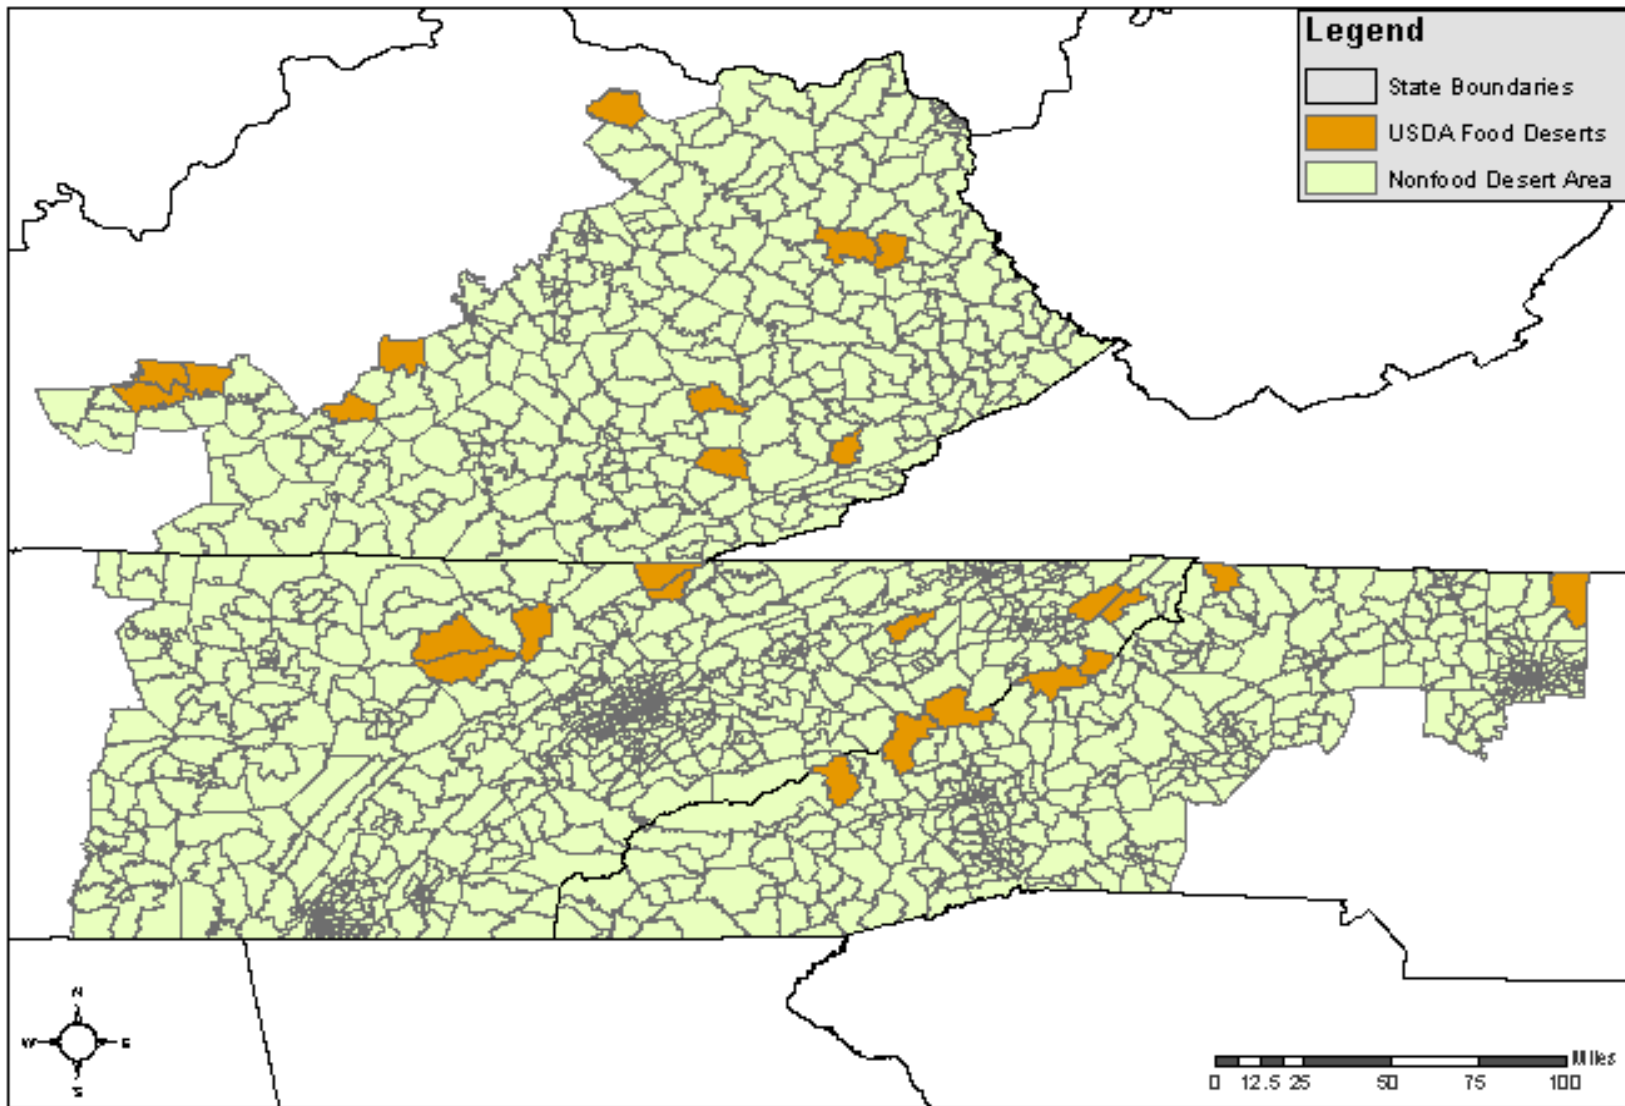 Legend
State Boundaries
USDA Food Deserts
Nonfood Desert Area
N
W E
S
Miles
0 12.5 25 50 75 100